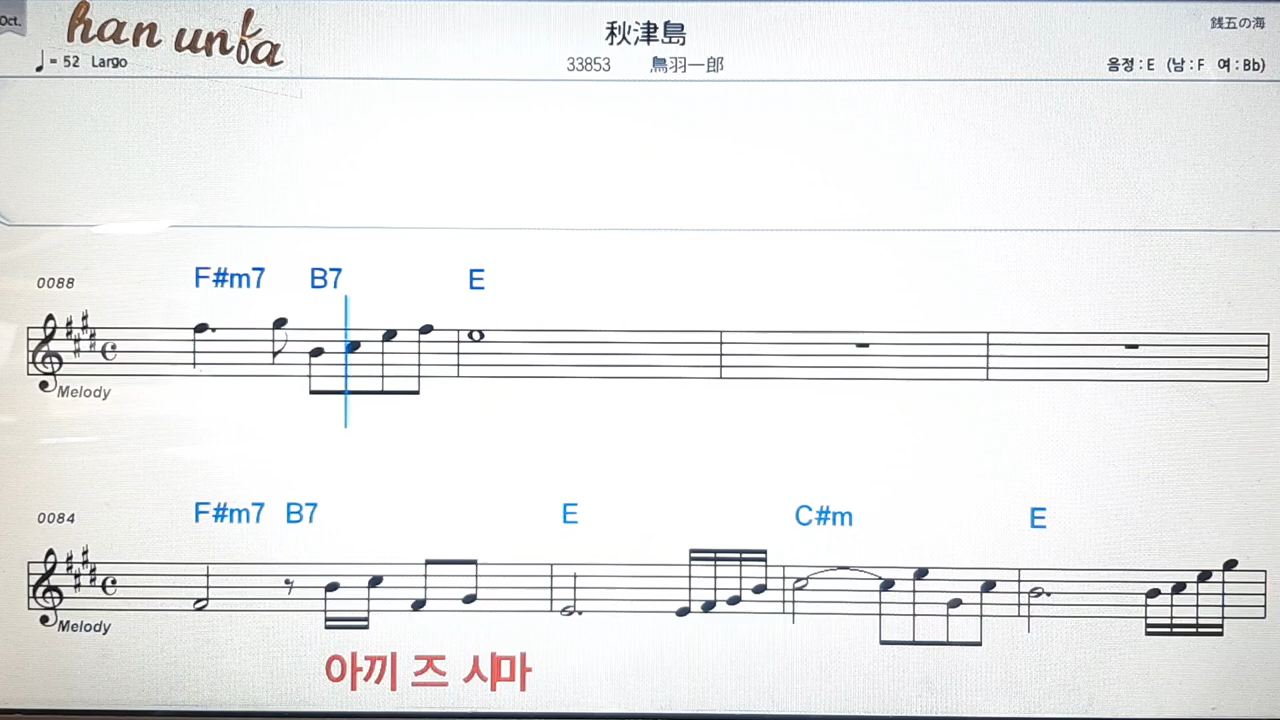 Oct.
han unfa
秋津島
銭五の海
♩= 52 Largo
33853 鳥羽一郎
음정 : E (남 : F 여 : Bb)
0088
F#m7 B7 E
Melody
0084
F#m7 B7 E C#m E
Melody
아끼 즈 시마